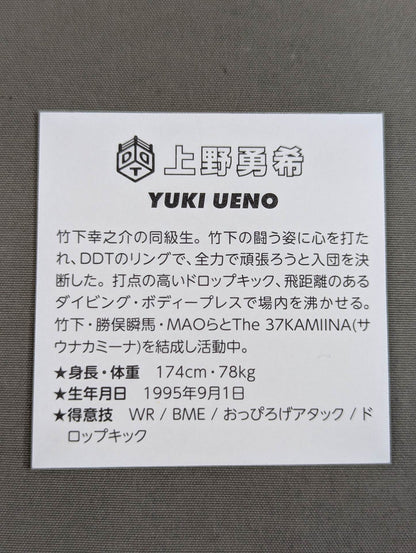 DDT 上野勇希
YUKI UENO
竹下幸之介の同級生。竹下の闘う姿に心を打た
れ、DDTのリングで、全力で頑張ろうと入団を決
断した。打点の高いドロップキック、飛距離のある
ダイビング・ボディープレスで場内を沸かせる。
竹下・勝俣瞬馬・MAOらとThe 37KAMIINA(サ
ウナカミーナ)を結成し活動中。
★身長・体重 174cm・78kg
★生年月日 1995年9月1日
★得意技 WR / BME / おっぴろげアタック / ド
ロップキック